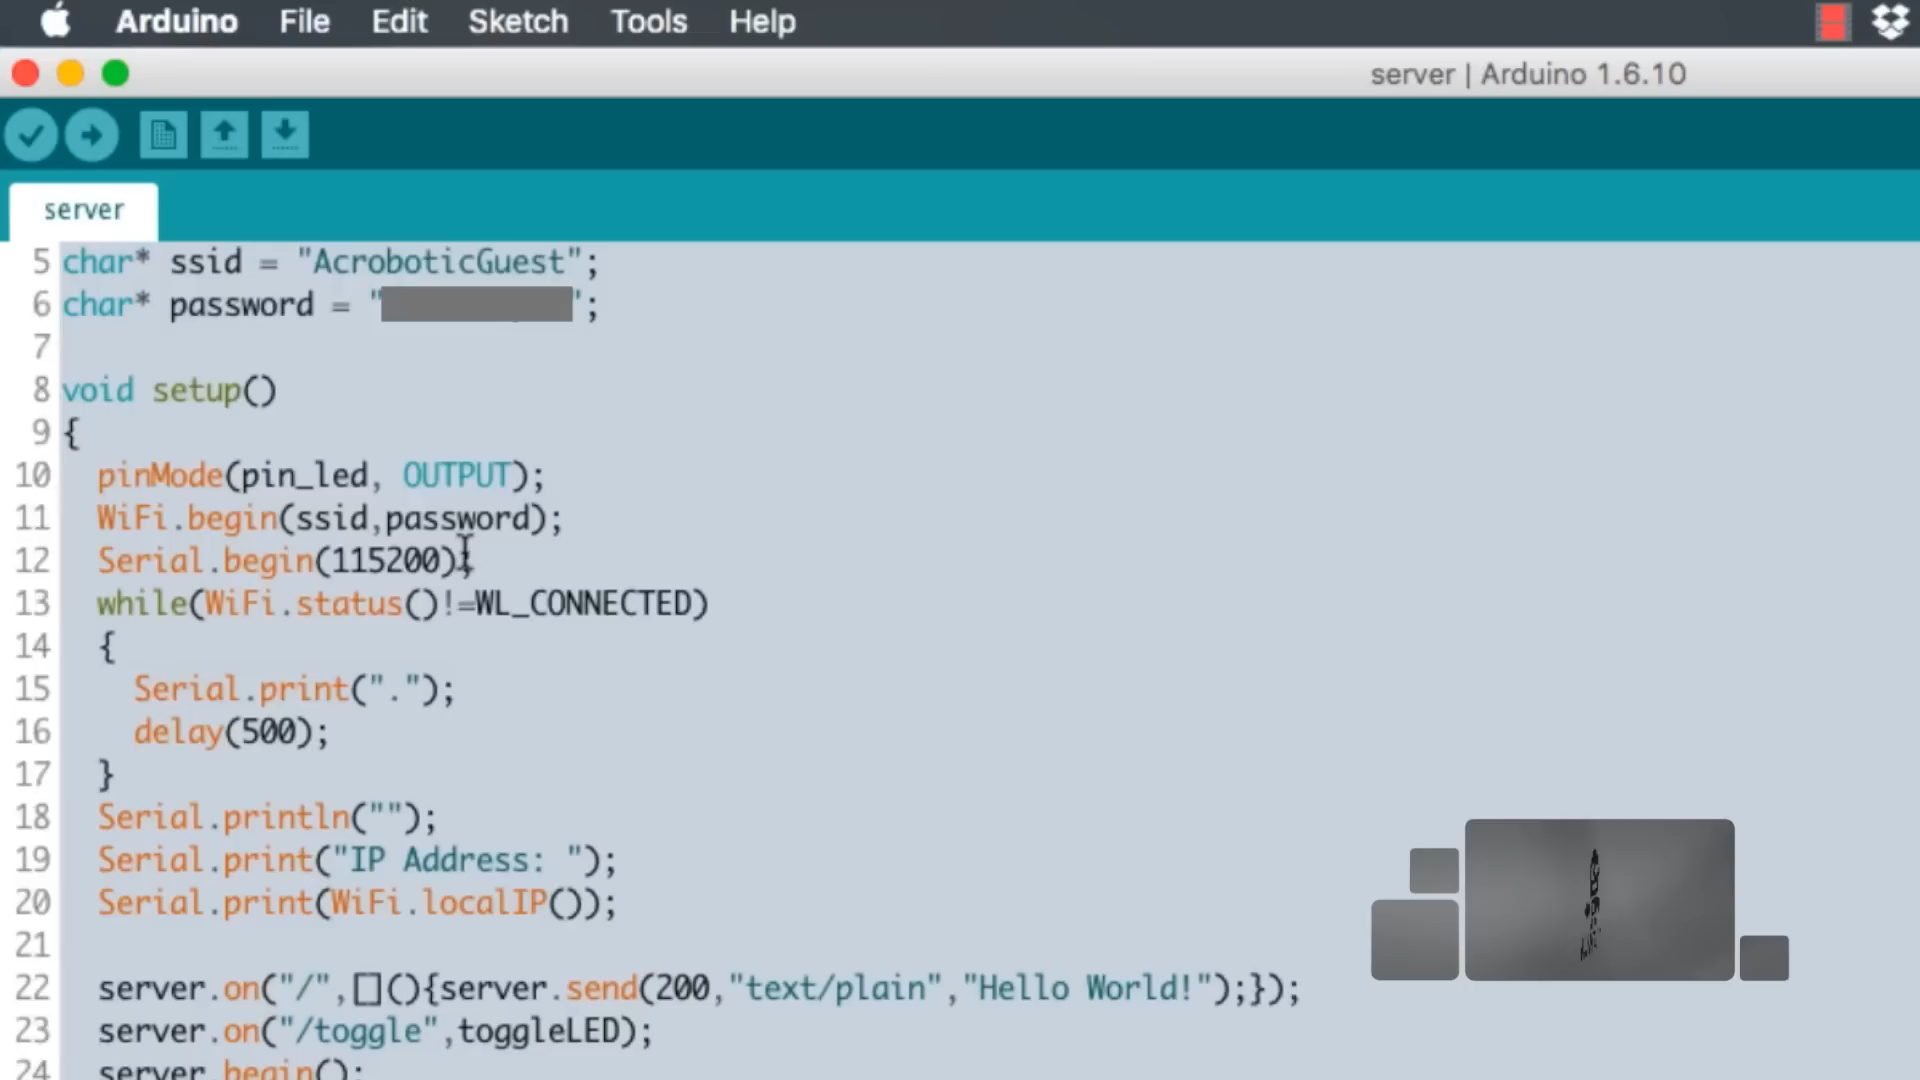 Arduino File Edit Sketch Tools Help
server | Arduino 1.6.10
server
5 char* ssid = "AcroboticGuest";
6 char* password = "";
7
8 void setup()
9 {
10 pinMode(pin_led, OUTPUT);
11 WiFi.begin(ssid,password);
12 Serial.begin(115200);
13 while(WiFi.status()!=WL_CONNECTED)
14 {
15 Serial.print(".");
16 delay(500);
17 }
18 Serial.println("");
19 Serial.print("IP Address: ");
20 Serial.print(WiFi.localIP());
21
22 server.on("/",[](){server.send(200,"text/plain","Hello World!");});
23 server.on("/toggle",toggleLED);
24 server.begin();